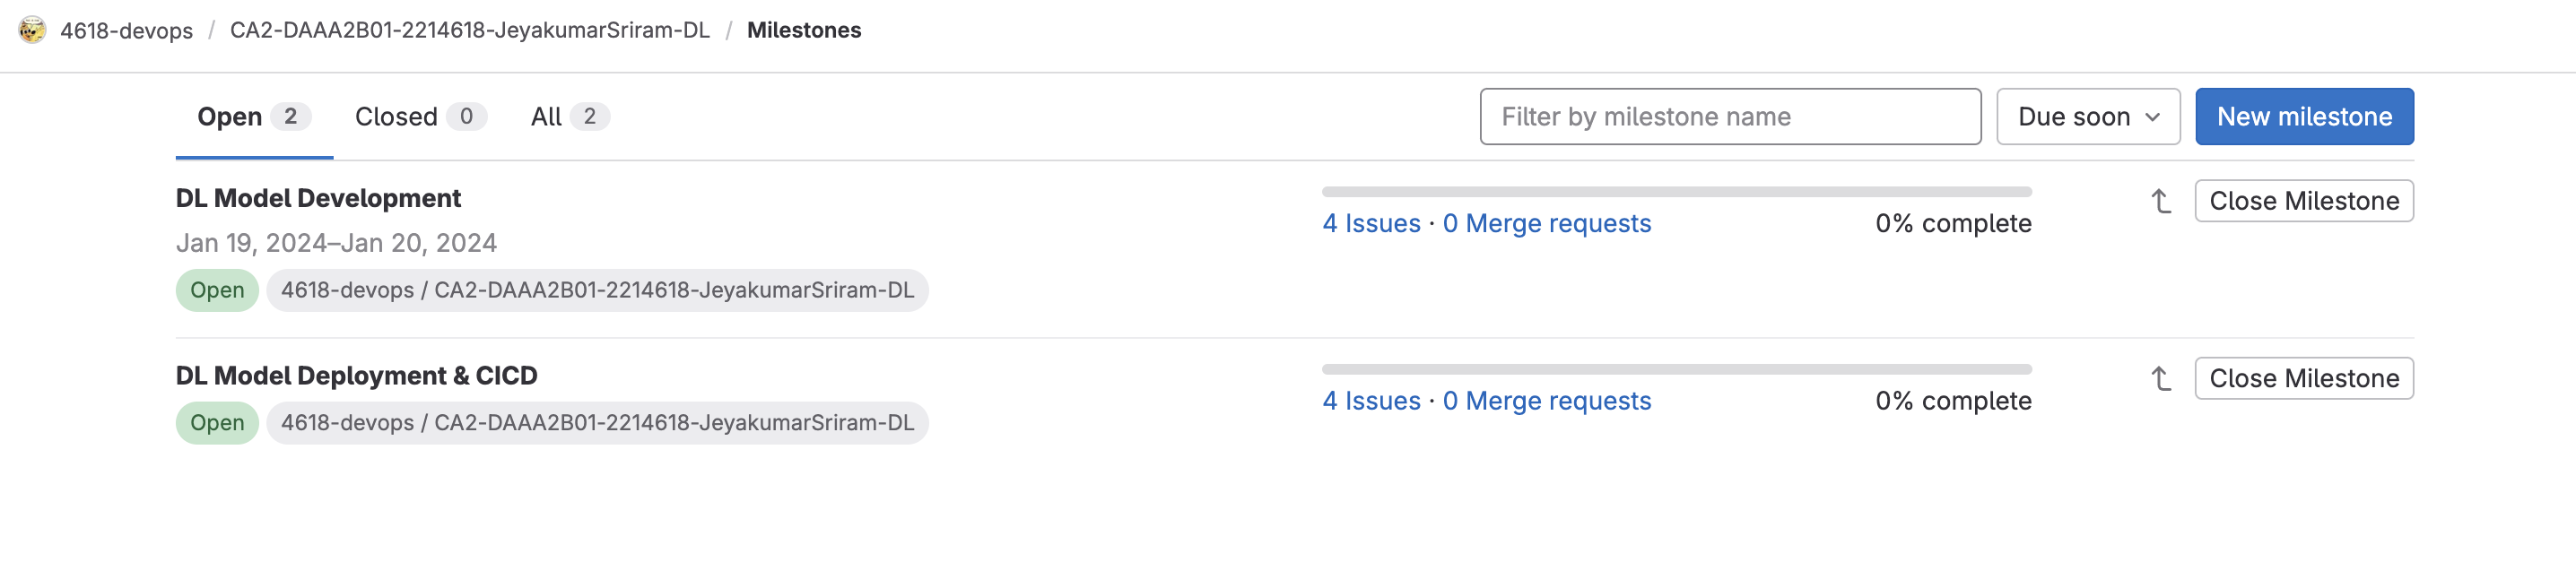 4618-devops / CA2-DAAA2B01-2214618-JeyakumarSriram-DL / Milestones
Open 2 Closed 0 All 2 Filter by milestone name Due soon New milestone
DL Model Development
Jan 19, 2024–Jan 20, 2024
Open 4618-devops / CA2-DAAA2B01-2214618-JeyakumarSriram-DL
4 Issues · 0 Merge requests 0% complete
Close Milestone
DL Model Deployment & CICD
Open 4618-devops / CA2-DAAA2B01-2214618-JeyakumarSriram-DL
4 Issues · 0 Merge requests 0% complete
Close Milestone